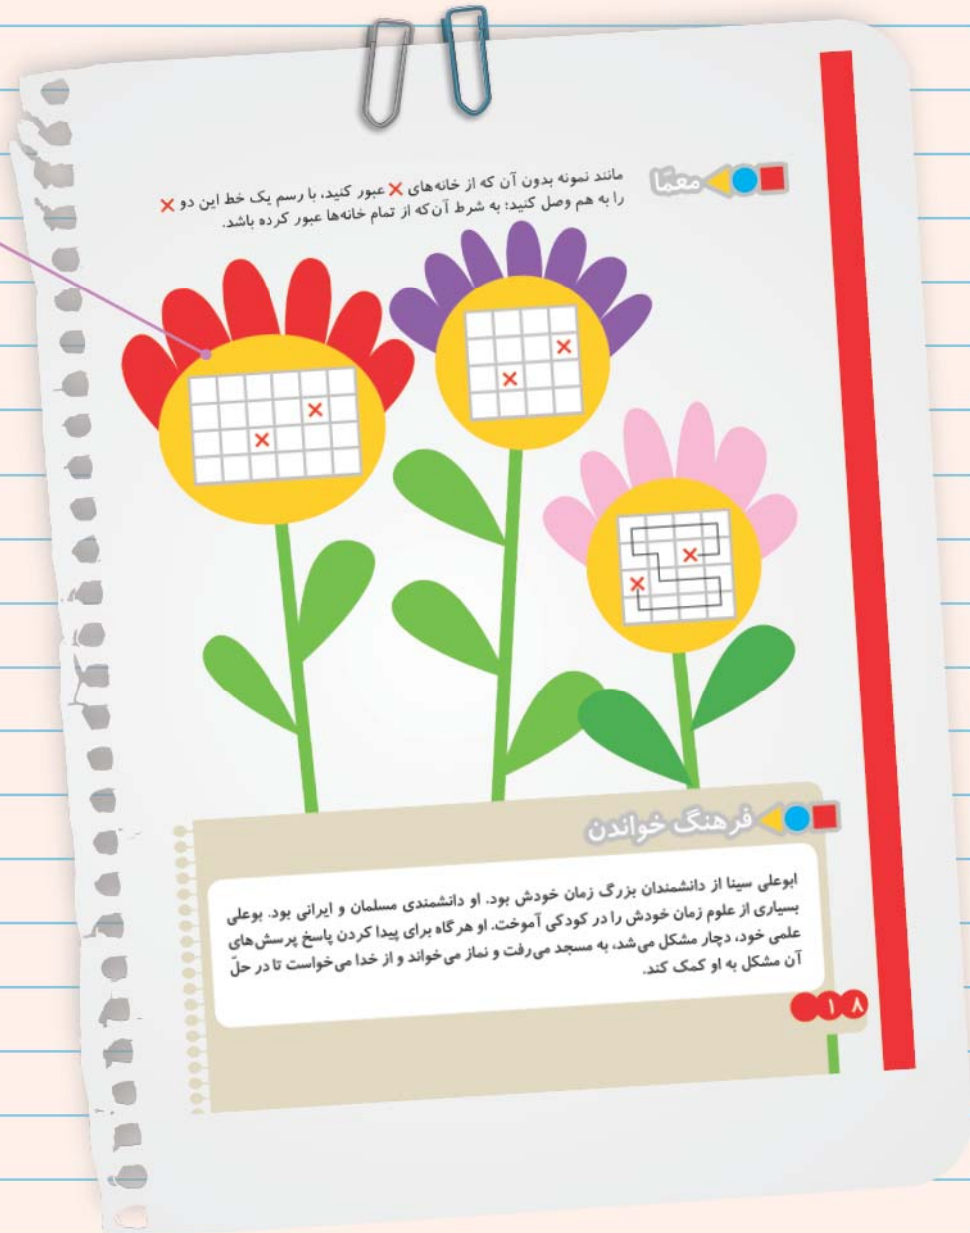 معمّا
مانند نمونه بدون آن که از خانه‌های × عبور کنید، با رسم یک خط این دو ×
را به هم وصل کنید؛ به شرط آن‌که از تمام خانه‌ها عبور کرده باشد.
فرهنگ خواندن
ابوعلی سینا از دانشمندان بزرگ زمان خودش بود. او دانشمندی مسلمان و ایرانی بود. بوعلی
بسیاری از علوم زمان خودش را در کودکی آموخت. او هر گاه برای پیدا کردن پاسخ پرسش‌های
علمی خود، دچار مشکل می‌شد، به مسجد می‌رفت و نماز می‌خواند و از خدا می‌خواست تا در حلّ
آن مشکل به او کمک کند.
۱۸